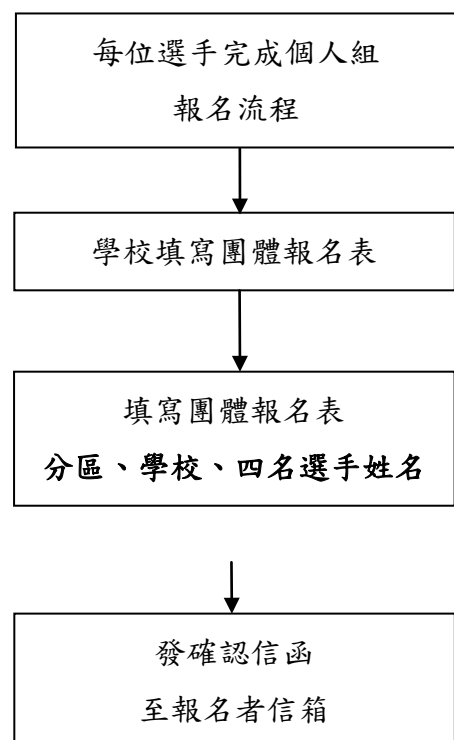 每位選手完成個人組
報名流程
學校填寫團體報名表
填寫團體報名表
分區、學校、四名選手姓名
發確認信函
至報名者信箱